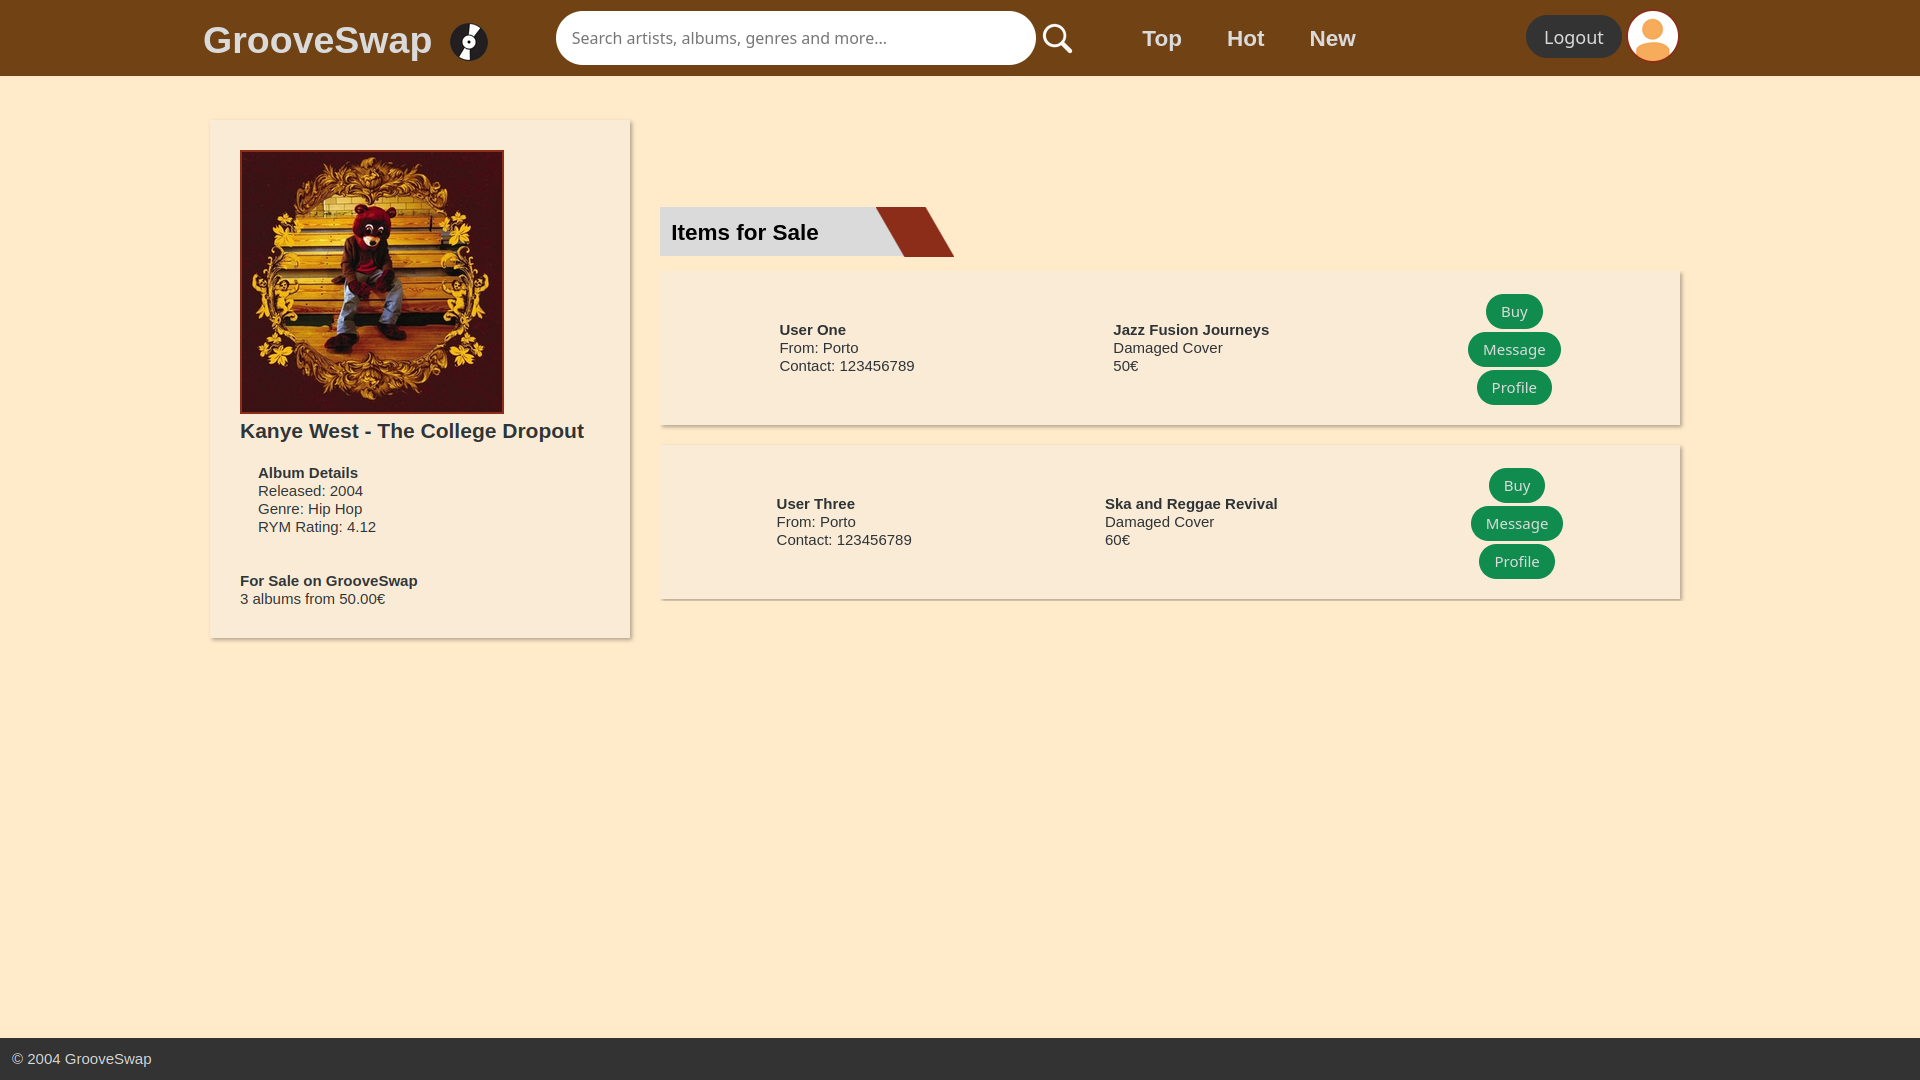 GrooveSwap
Search artists, albums, genres and more...
Top
Hot
New
Logout
Kanye West - The College Dropout
Album Details
Released: 2004
Genre: Hip Hop
RYM Rating: 4.12
For Sale on GrooveSwap
3 albums from 50.00€
Items for Sale
User One
From: Porto
Contact: 123456789
Jazz Fusion Journeys
Damaged Cover
50€
Buy
Message
Profile
User Three
From: Porto
Contact: 123456789
Ska and Reggae Revival
Damaged Cover
60€
Buy
Message
Profile
© 2004 GrooveSwap